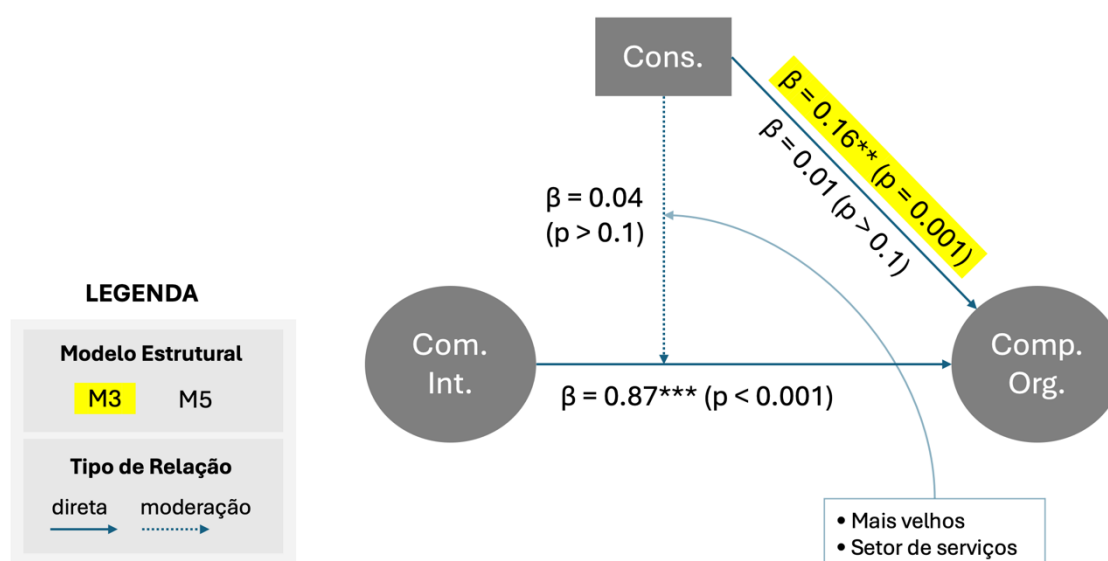 Cons.
β = 0.16** (p = 0.001)
β = 0.01 (p > 0.1)
β = 0.04
(p > 0.1)
LEGENDA
Modelo Estrutural
M3 M5
Tipo de Relação
direta moderação
Com.
Int.
β = 0.87*** (p < 0.001)
Comp.
Org.
• Mais velhos
• Setor de serviços